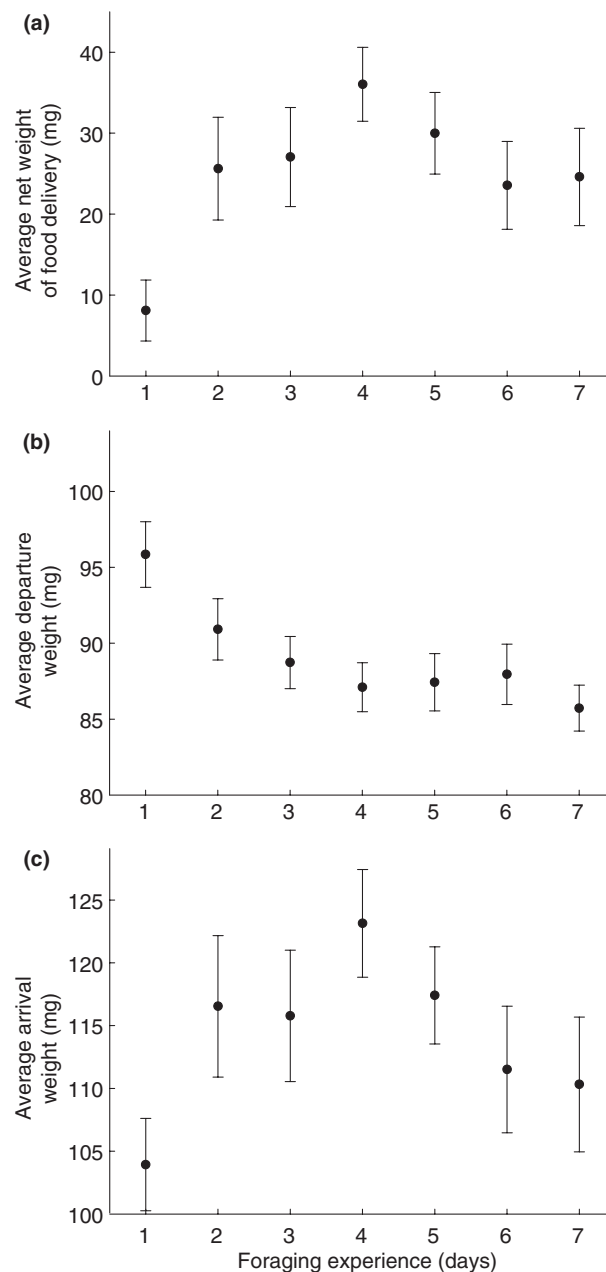 (a)
Average net weight
of food delivery (mg)
40
30
20
10
0
1 2 3 4 5 6 7
(b)
Average departure
weight (mg)
100
95
90
85
80
1 2 3 4 5 6 7
(c)
Average arrival
weight (mg)
125
120
115
110
105
100
1 2 3 4 5 6 7
Foraging experience (days)